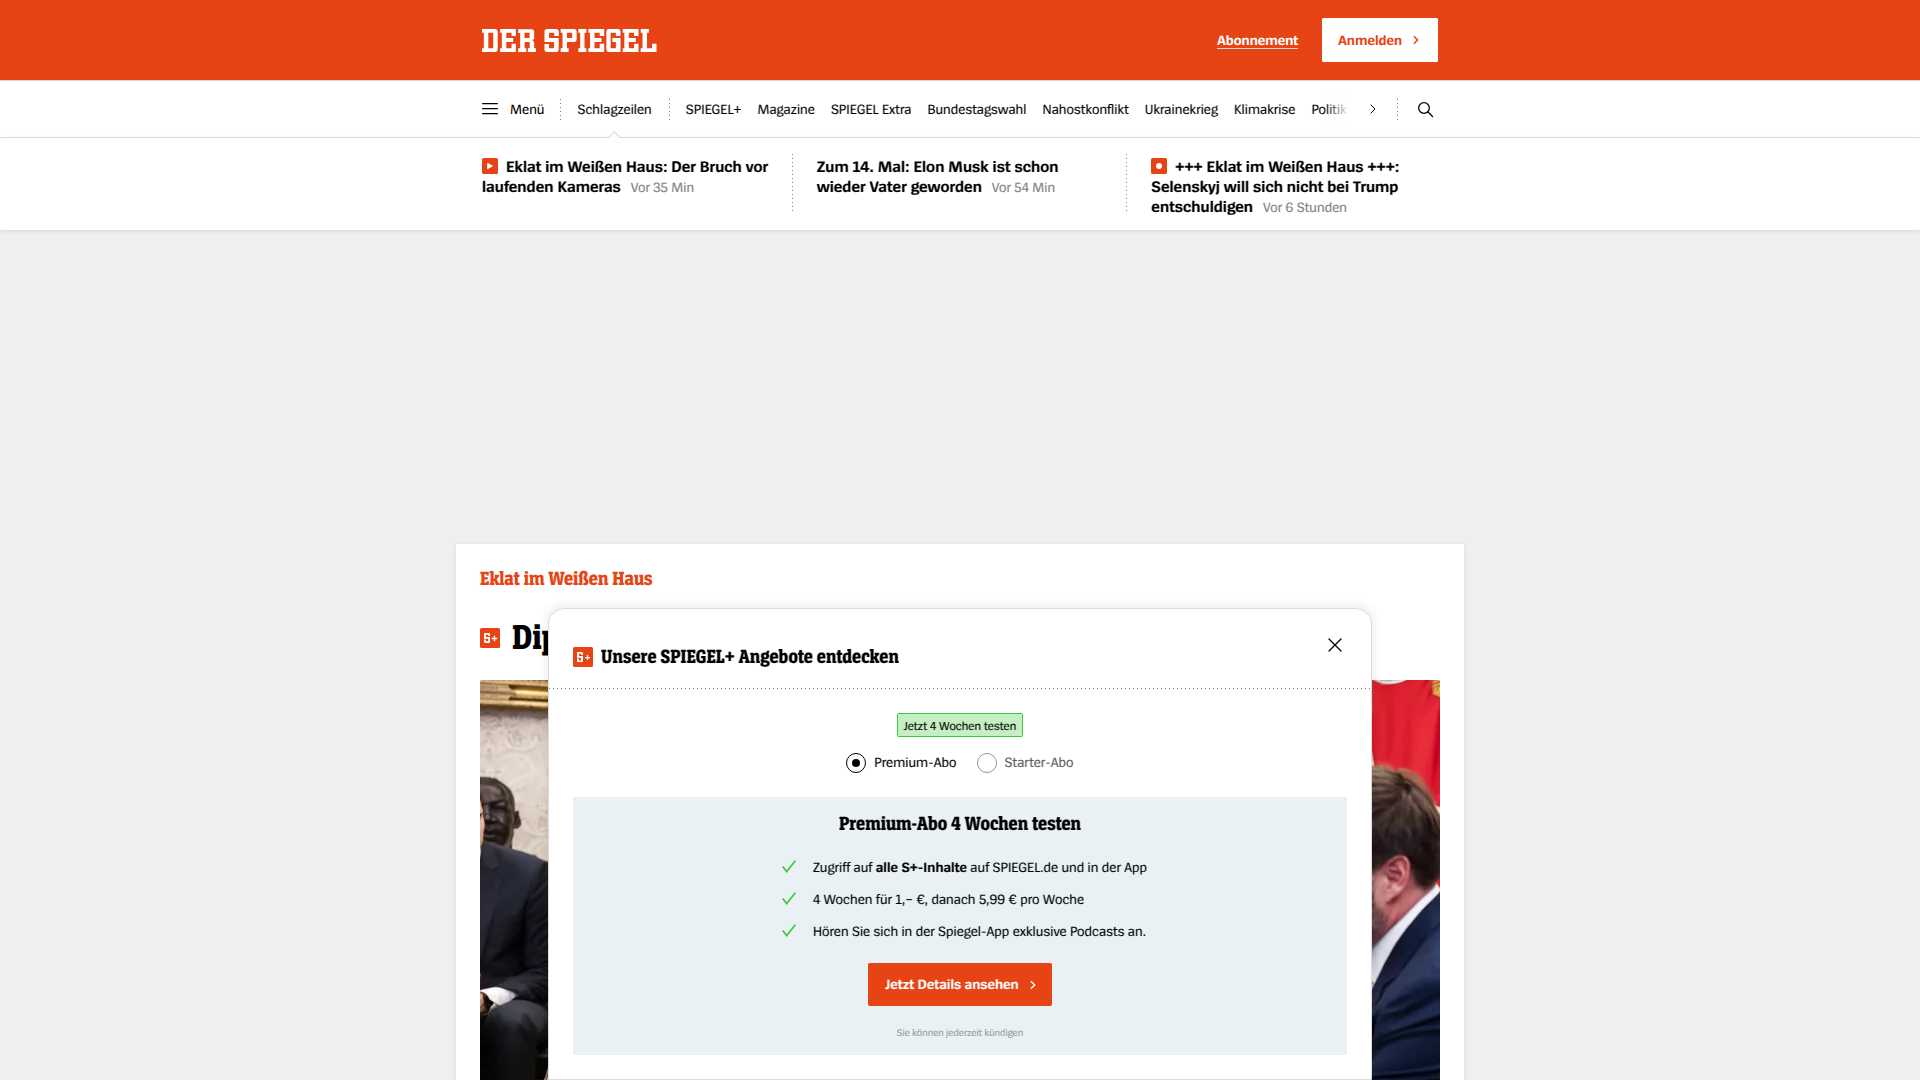 DER SPIEGEL
Abonnement
Anmelden
Menü
Schlagzeilen
SPIEGEL+
Magazine
SPIEGEL Extra
Bundestagswahl
Nahostkonflikt
Ukrainekrieg
Klimakrise
Politik
Eklat im Weißen Haus: Der Bruch vor
laufenden Kameras Vor 35 Min
Zum 14. Mal: Elon Musk ist schon
wieder Vater geworden Vor 54 Min
+++ Eklat im Weißen Haus +++:
Selenskyj will sich nicht bei Trump
entschuldigen Vor 6 Stunden
Eklat im Weißen Haus
S+ Unsere SPIEGEL+ Angebote entdecken
Jetzt 4 Wochen testen
Premium-Abo
Starter-Abo
Premium-Abo 4 Wochen testen
Zugriff auf alle S+-Inhalte auf SPIEGEL.de und in der App
4 Wochen für 1,– €, danach 5,99 € pro Woche
Hören Sie sich in der Spiegel-App exklusive Podcasts an.
Jetzt Details ansehen
Sie können jederzeit kündigen